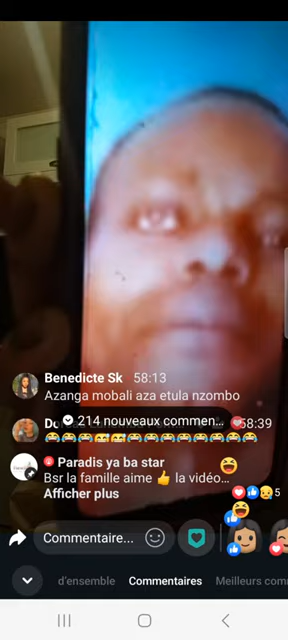 Benedicte Sk 58:13
Azanga mobali aza etula nzombo
214 nouveaux commen... 58:39
Paradis ya ba star
Bsr la famille aime 👍 la vidéo...
Afficher plus
5
Commentaire...
d'ensemble Commentaires Meilleurs com